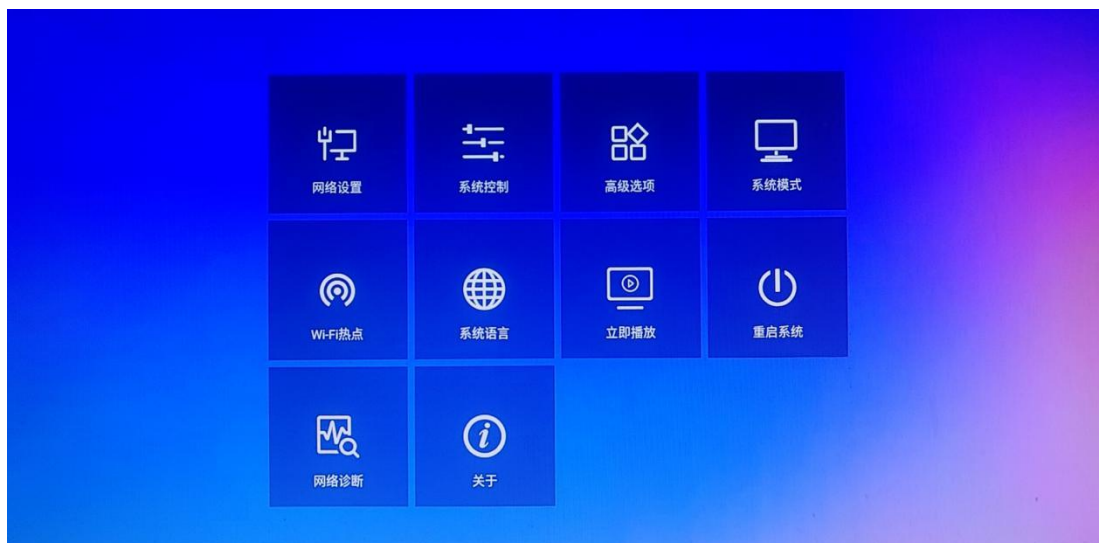 网络设置
系统控制
高级选项
系统模式
Wi-Fi热点
系统语言
立即播放
重启系统
网络诊断
关于